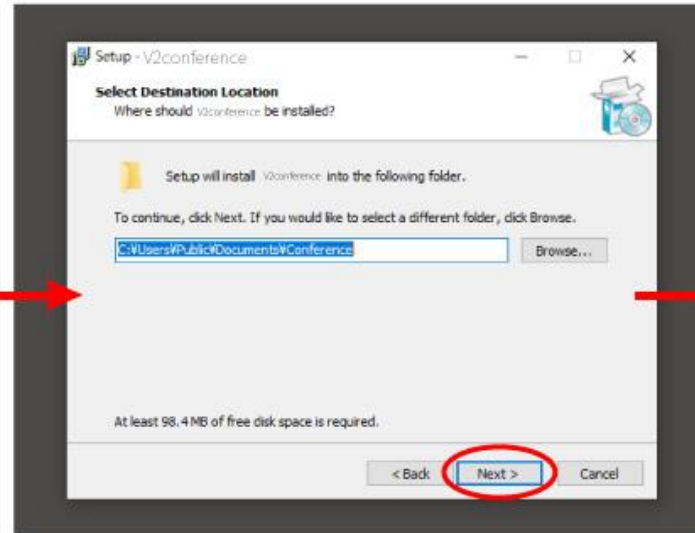 Setup - V2conference
Select Destination Location
Where should V2conference be installed?
Setup will install V2conference into the following folder.
To continue, click Next. If you would like to select a different folder, click Browse.
C:¥Users¥Public¥Documents¥Conference
Browse...
At least 98.4 MB of free disk space is required.
< Back
Next >
Cancel